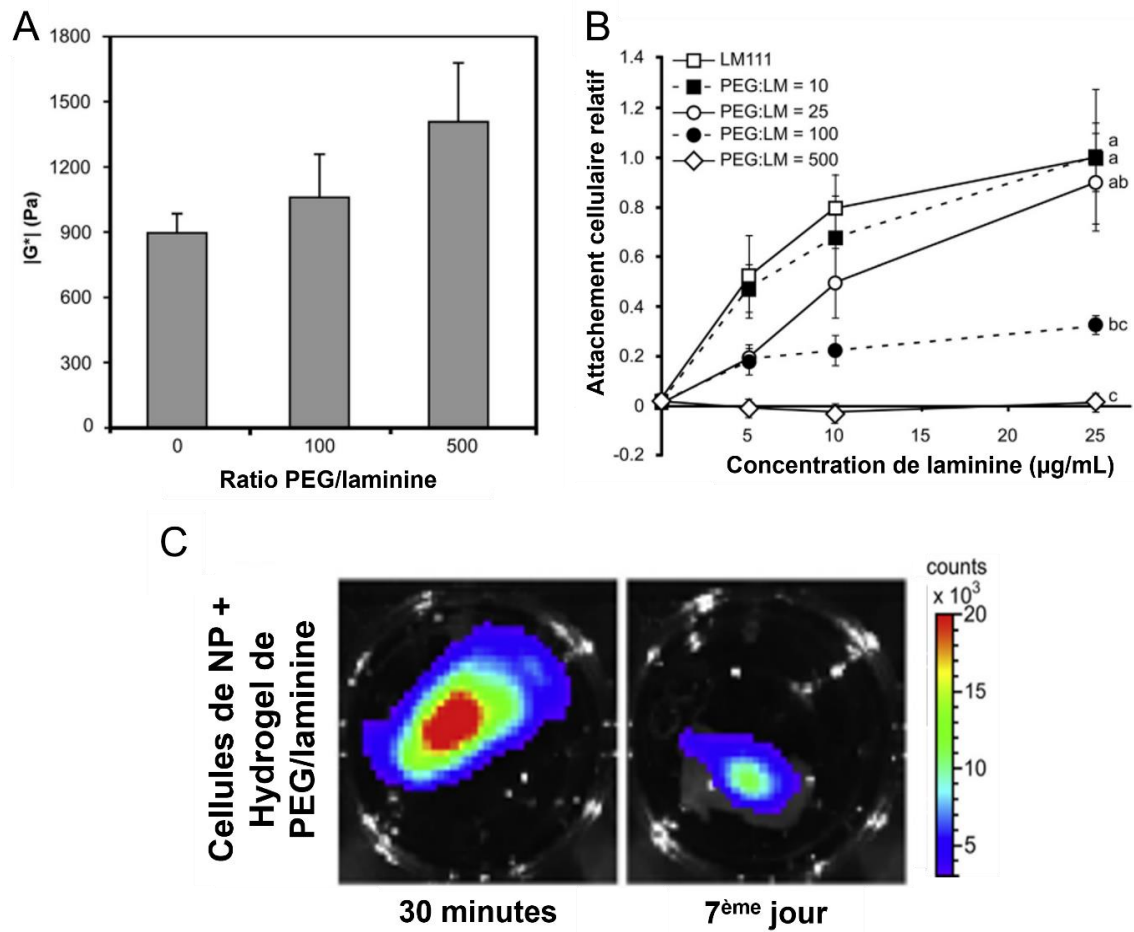 A
1800
1500
1200
900
600
300
0
|G*| (Pa)
0 100 500
Ratio PEG/laminine
B
1.4
1.2
1.0
0.8
0.6
0.4
0.2
0
-0.2
Attachement cellulaire relatif
LM111
PEG:LM = 10
PEG:LM = 25
PEG:LM = 100
PEG:LM = 500
a
a
ab
bc
c
5 10 15 20 25
Concentration de laminine (µg/mL)
C
Cellules de NP +
Hydrogel de
PEG/laminine
30 minutes
7ème jour
counts
x 10³
20
15
10
5